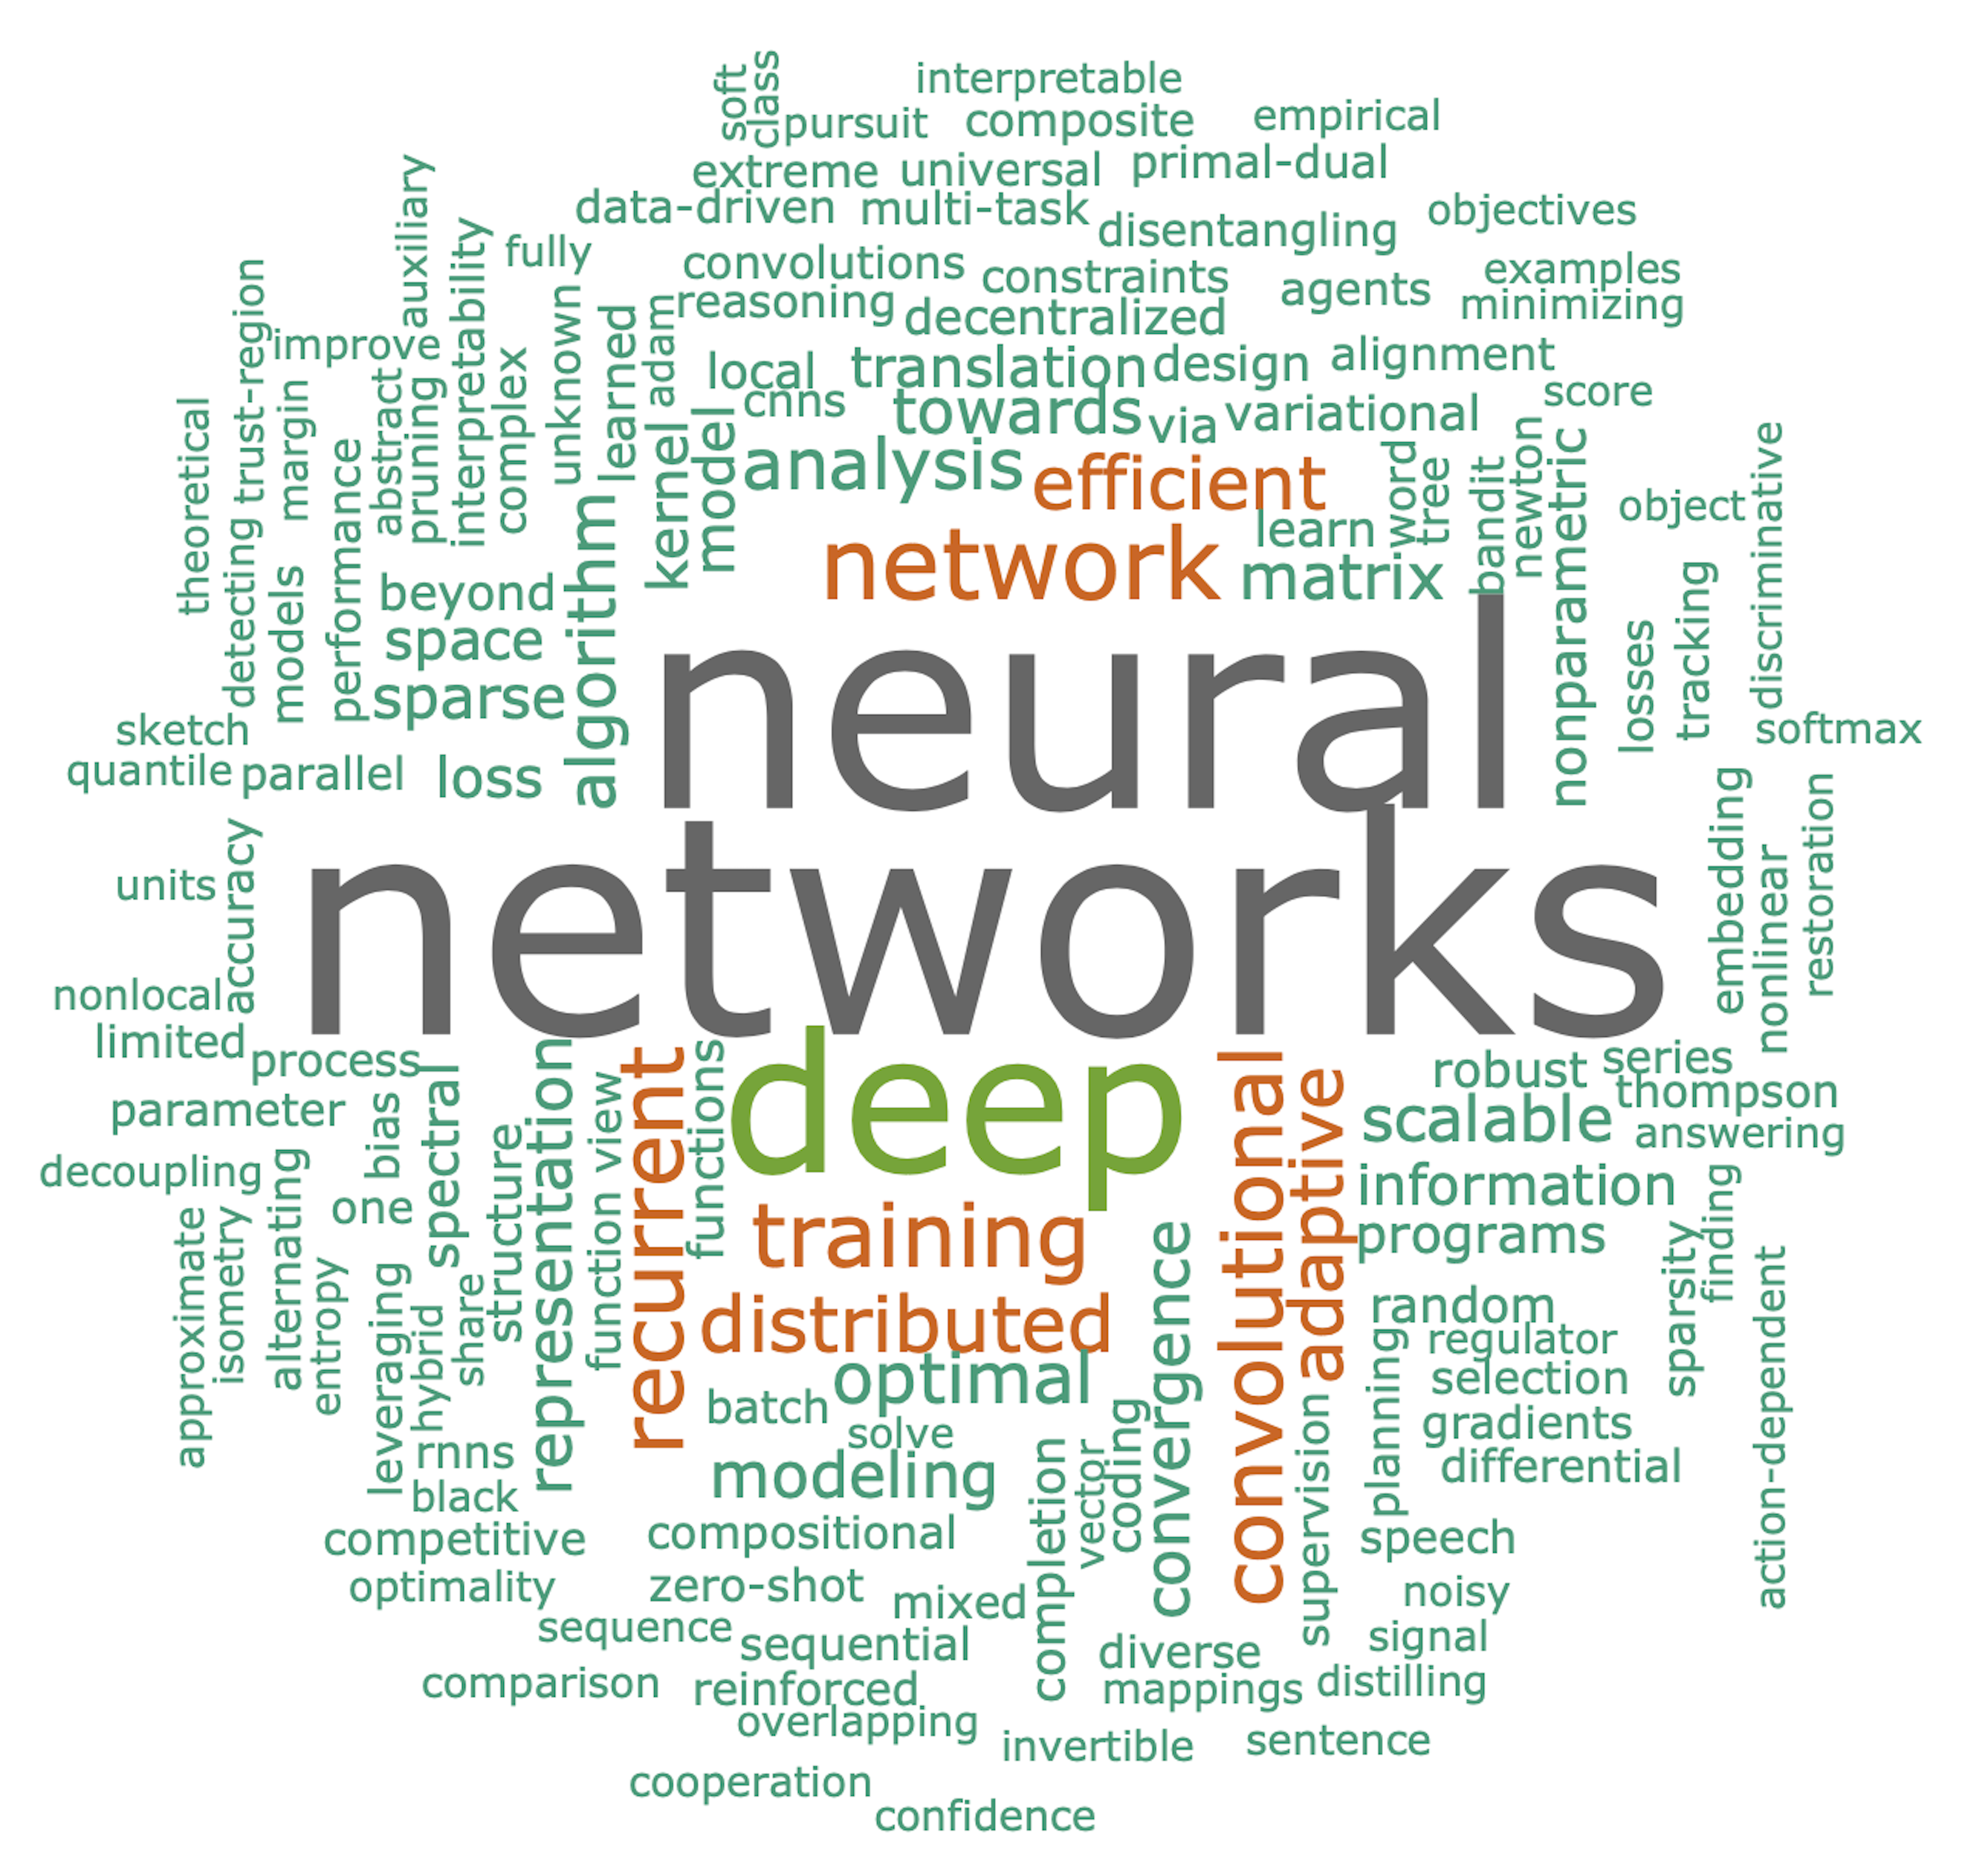 soft
class
interpretable
pursuit
composite
empirical
extreme
universal
primal-dual
auxiliary
data-driven
multi-task
disentangling
objectives
interpretability
fully
convolutions
constraints
agents
examples
trust-region
unknown
learned
adam
reasoning
decentralized
minimizing
improve
complex
local
translation
design
alignment
theoretical
margin
abstract
pruning
cnns
towards
via
variational
score
performance
kernel
model
analysis
efficient
word
tree
bandit
newton
nonparametric
object
discriminative
detecting
models
beyond
algorithm
network
learn
matrix
space
sparse
neural
losses
tracking
sketch
softmax
quantile
parallel
loss
networks
units
accuracy
embedding
nonlinear
restoration
nonlocal
limited
process
spectral
representation
view
recurrent
functions
deep
convolutional
adaptive
robust
series
parameter
bias
structure
scalable
thompson
answering
decoupling
alternating
one
function
training
convergence
information
finding
approximate
isometry
programs
sparsity
entropy
leveraging
hybrid
share
distributed
random
action-dependent
optimal
planning
regulator
batch
selection
rnns
solve
coding
supervision
gradients
black
modeling
completion
vector
differential
competitive
compositional
speech
optimality
zero-shot
mixed
noisy
sequence
sequential
diverse
signal
comparison
reinforced
mappings
distilling
overlapping
invertible
sentence
cooperation
confidence